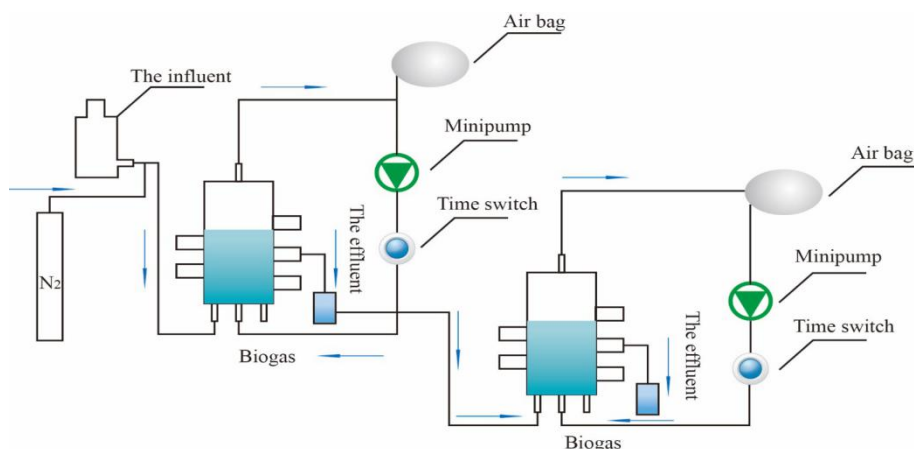 Air bag
The influent
Minipump
Air bag
Time switch
The effluent
N2
Minipump
The effluent
Time switch
Biogas
Biogas